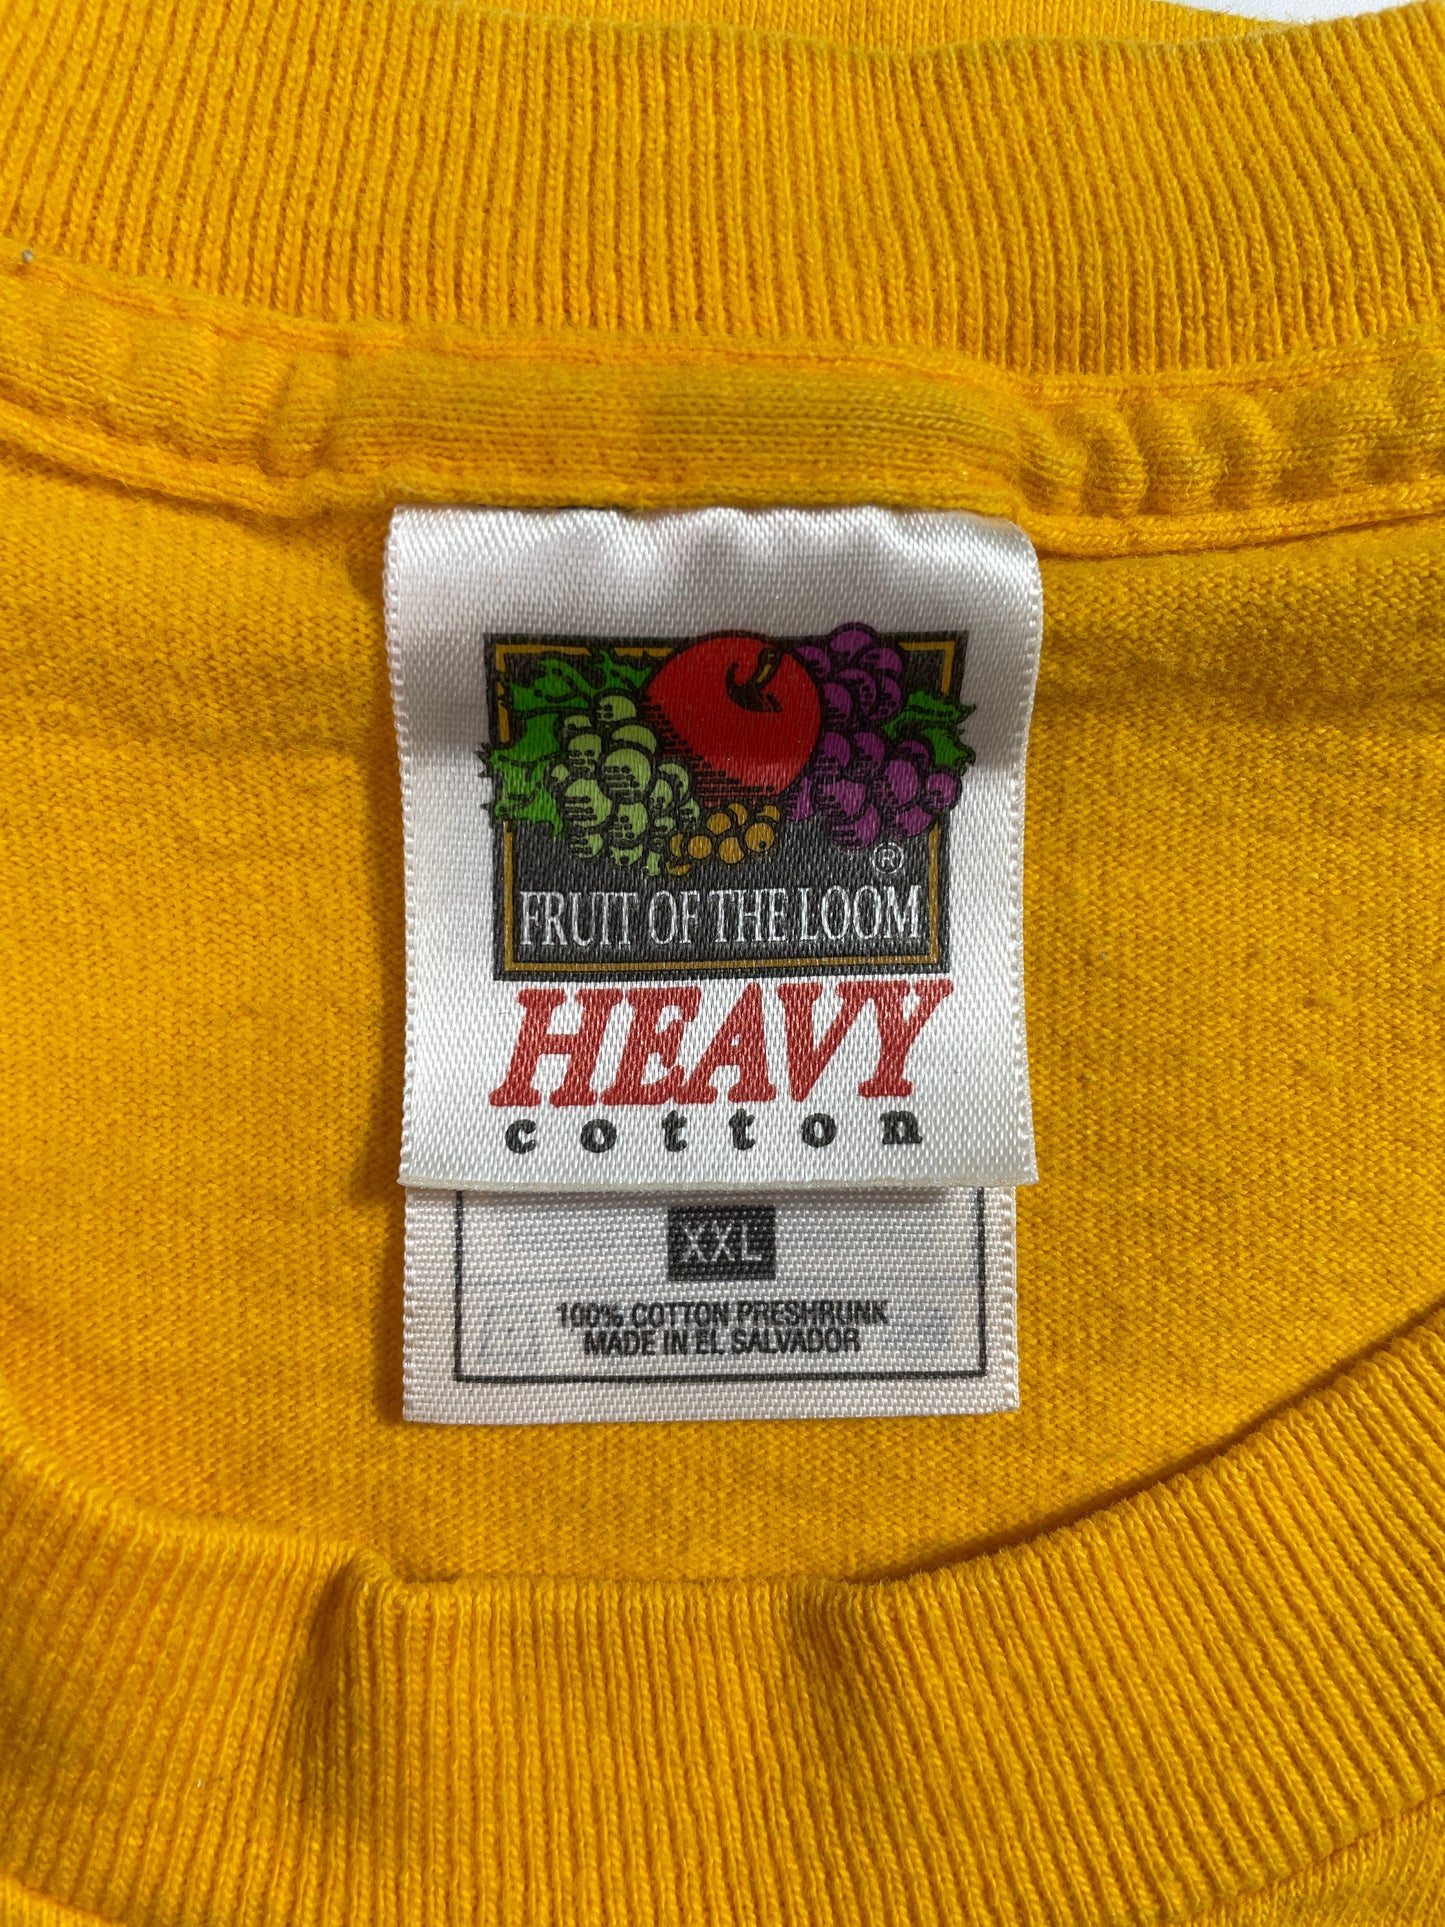 ®
FRUIT OF THE LOOM
HEAVY
cotton
XXL
100% COTTON PRESHRUNK
MADE IN EL SALVADOR